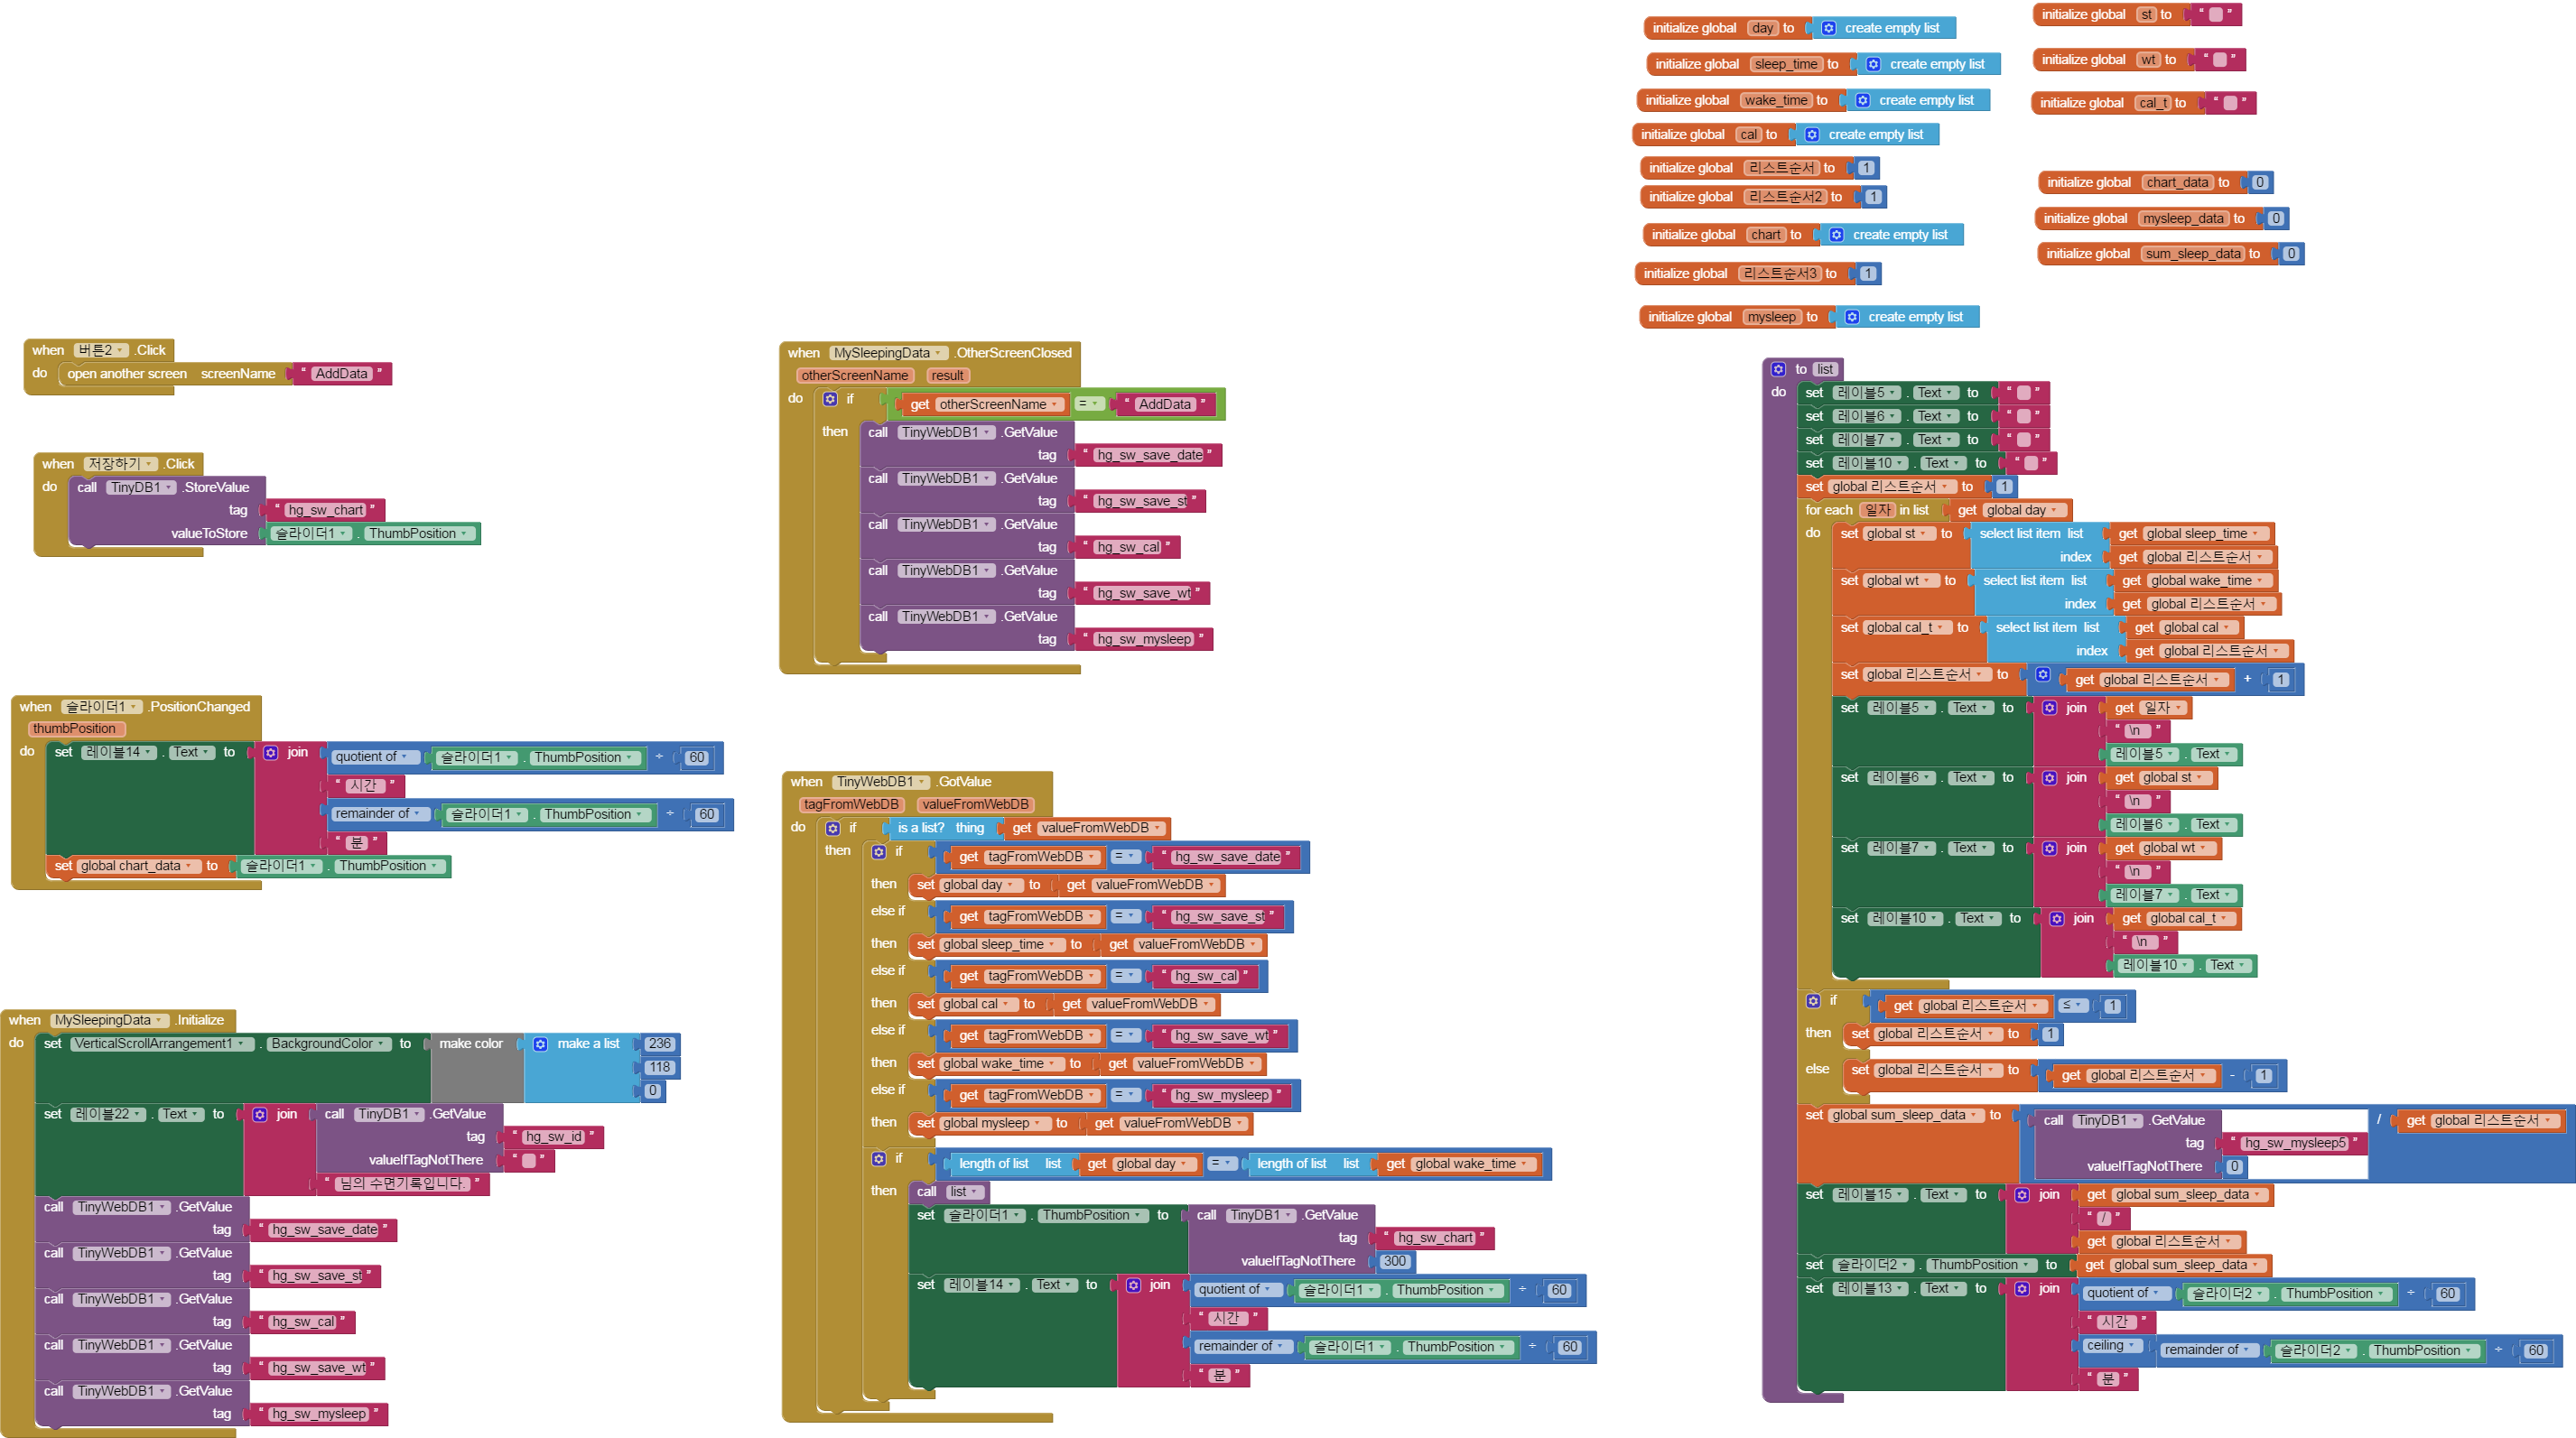 initialize global day to create empty list
initialize global sleep_time to create empty list
initialize global wake_time to create empty list
initialize global cal to create empty list
initialize global 리스트순서 to 1
initialize global 리스트순서2 to 1
initialize global chart to create empty list
initialize global 리스트순서3 to 1
initialize global mysleep to create empty list
initialize global st to “ ”
initialize global wt to “ ”
initialize global cal_t to “ ”
initialize global chart_data to 0
initialize global mysleep_data to 0
initialize global sum_sleep_data to 0
when 버튼2 .Click
do open another screen screenName “ AddData ”
when 저장하기 .Click
do call TinyDB1 .StoreValue
tag “ hg_sw_chart ”
valueToStore 슬라이더1 . ThumbPosition
when 슬라이더1 .PositionChanged
thumbPosition
do set 레이블14 . Text to join quotient of 슬라이더1 . ThumbPosition ÷ 60
“ 시간 ”
remainder of 슬라이더1 . ThumbPosition ÷ 60
“ 분 ”
set global chart_data to 슬라이더1 . ThumbPosition
when MySleepingData .Initialize
do set VerticalScrollArrangement1 . BackgroundColor to make color make a list 236
118
0
set 레이블22 . Text to join call TinyDB1 .GetValue
tag “ hg_sw_id ”
valueIfTagNotThere “ ”
“ 님의 수면기록입니다. ”
call TinyWebDB1 .GetValue
tag “ hg_sw_save_date ”
call TinyWebDB1 .GetValue
tag “ hg_sw_save_st ”
call TinyWebDB1 .GetValue
tag “ hg_sw_cal ”
call TinyWebDB1 .GetValue
tag “ hg_sw_save_wt ”
call TinyWebDB1 .GetValue
tag “ hg_sw_mysleep ”
when MySleepingData .OtherScreenClosed
otherScreenName result
do if get otherScreenName = “ AddData ”
then call TinyWebDB1 .GetValue
tag “ hg_sw_save_date ”
call TinyWebDB1 .GetValue
tag “ hg_sw_save_st ”
call TinyWebDB1 .GetValue
tag “ hg_sw_cal ”
call TinyWebDB1 .GetValue
tag “ hg_sw_save_wt ”
call TinyWebDB1 .GetValue
tag “ hg_sw_mysleep ”
when TinyWebDB1 .GotValue
tagFromWebDB valueFromWebDB
do if is a list? thing get valueFromWebDB
then if get tagFromWebDB = “ hg_sw_save_date ”
then set global day to get valueFromWebDB
else if get tagFromWebDB = “ hg_sw_save_st ”
then set global sleep_time to get valueFromWebDB
else if get tagFromWebDB = “ hg_sw_cal ”
then set global cal to get valueFromWebDB
else if get tagFromWebDB = “ hg_sw_save_wt ”
then set global wake_time to get valueFromWebDB
else if get tagFromWebDB = “ hg_sw_mysleep ”
then set global mysleep to get valueFromWebDB
if length of list list get global day = length of list list get global wake_time
then call list
set 슬라이더1 . ThumbPosition to call TinyDB1 .GetValue
tag “ hg_sw_chart ”
valueIfTagNotThere 300
set 레이블14 . Text to join quotient of 슬라이더1 . ThumbPosition ÷ 60
“ 시간 ”
remainder of 슬라이더1 . ThumbPosition ÷ 60
“ 분 ”
to list
do set 레이블5 . Text to “ ”
set 레이블6 . Text to “ ”
set 레이블7 . Text to “ ”
set 레이블10 . Text to “ ”
set global 리스트순서 to 1
for each 일자 in list get global day
do set global st to select list item list get global sleep_time
index get global 리스트순서
set global wt to select list item list get global wake_time
index get global 리스트순서
set global cal_t to select list item list get global cal
index get global 리스트순서
set global 리스트순서 to get global 리스트순서 + 1
set 레이블5 . Text to join get 일자
“ \n ”
레이블5 . Text
set 레이블6 . Text to join get global st
“ \n ”
레이블6 . Text
set 레이블7 . Text to join get global wt
“ \n ”
레이블7 . Text
set 레이블10 . Text to join get global cal_t
“ \n ”
레이블10 . Text
if get global 리스트순서 ≤ 1
then set global 리스트순서 to 1
else set global 리스트순서 to get global 리스트순서 - 1
set global sum_sleep_data to call TinyDB1 .GetValue / get global 리스트순서
tag “ hg_sw_mysleep5 ”
valueIfTagNotThere 0
set 레이블15 . Text to join get global sum_sleep_data
“ / ”
get global 리스트순서
set 슬라이더2 . ThumbPosition to get global sum_sleep_data
set 레이블13 . Text to join quotient of 슬라이더2 . ThumbPosition ÷ 60
“ 시간 ”
ceiling remainder of 슬라이더2 . ThumbPosition ÷ 60
“ 분 ”